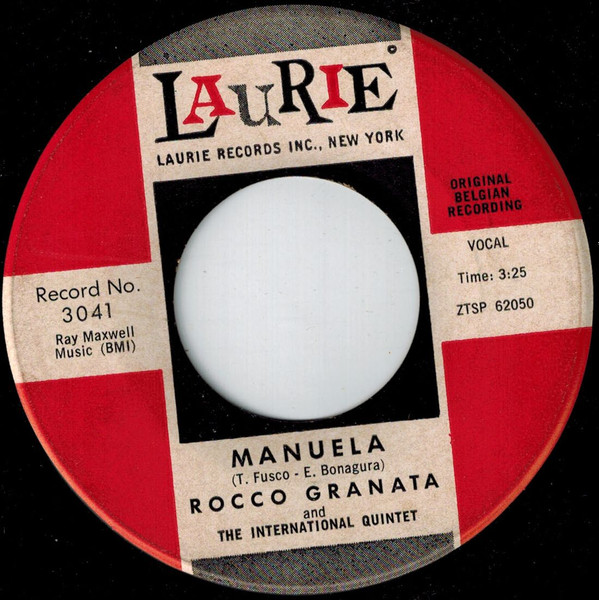 LAURIE
©
LAURIE RECORDS INC., NEW YORK
ORIGINAL
BELGIAN
RECORDING
VOCAL
Time: 3:25
ZTSP 62050
Record No.
3041
Ray Maxwell
Music (BMI)
MANUELA
(T. Fusco - E. Bonagura)
ROCCO GRANATA
and
THE INTERNATIONAL QUINTET